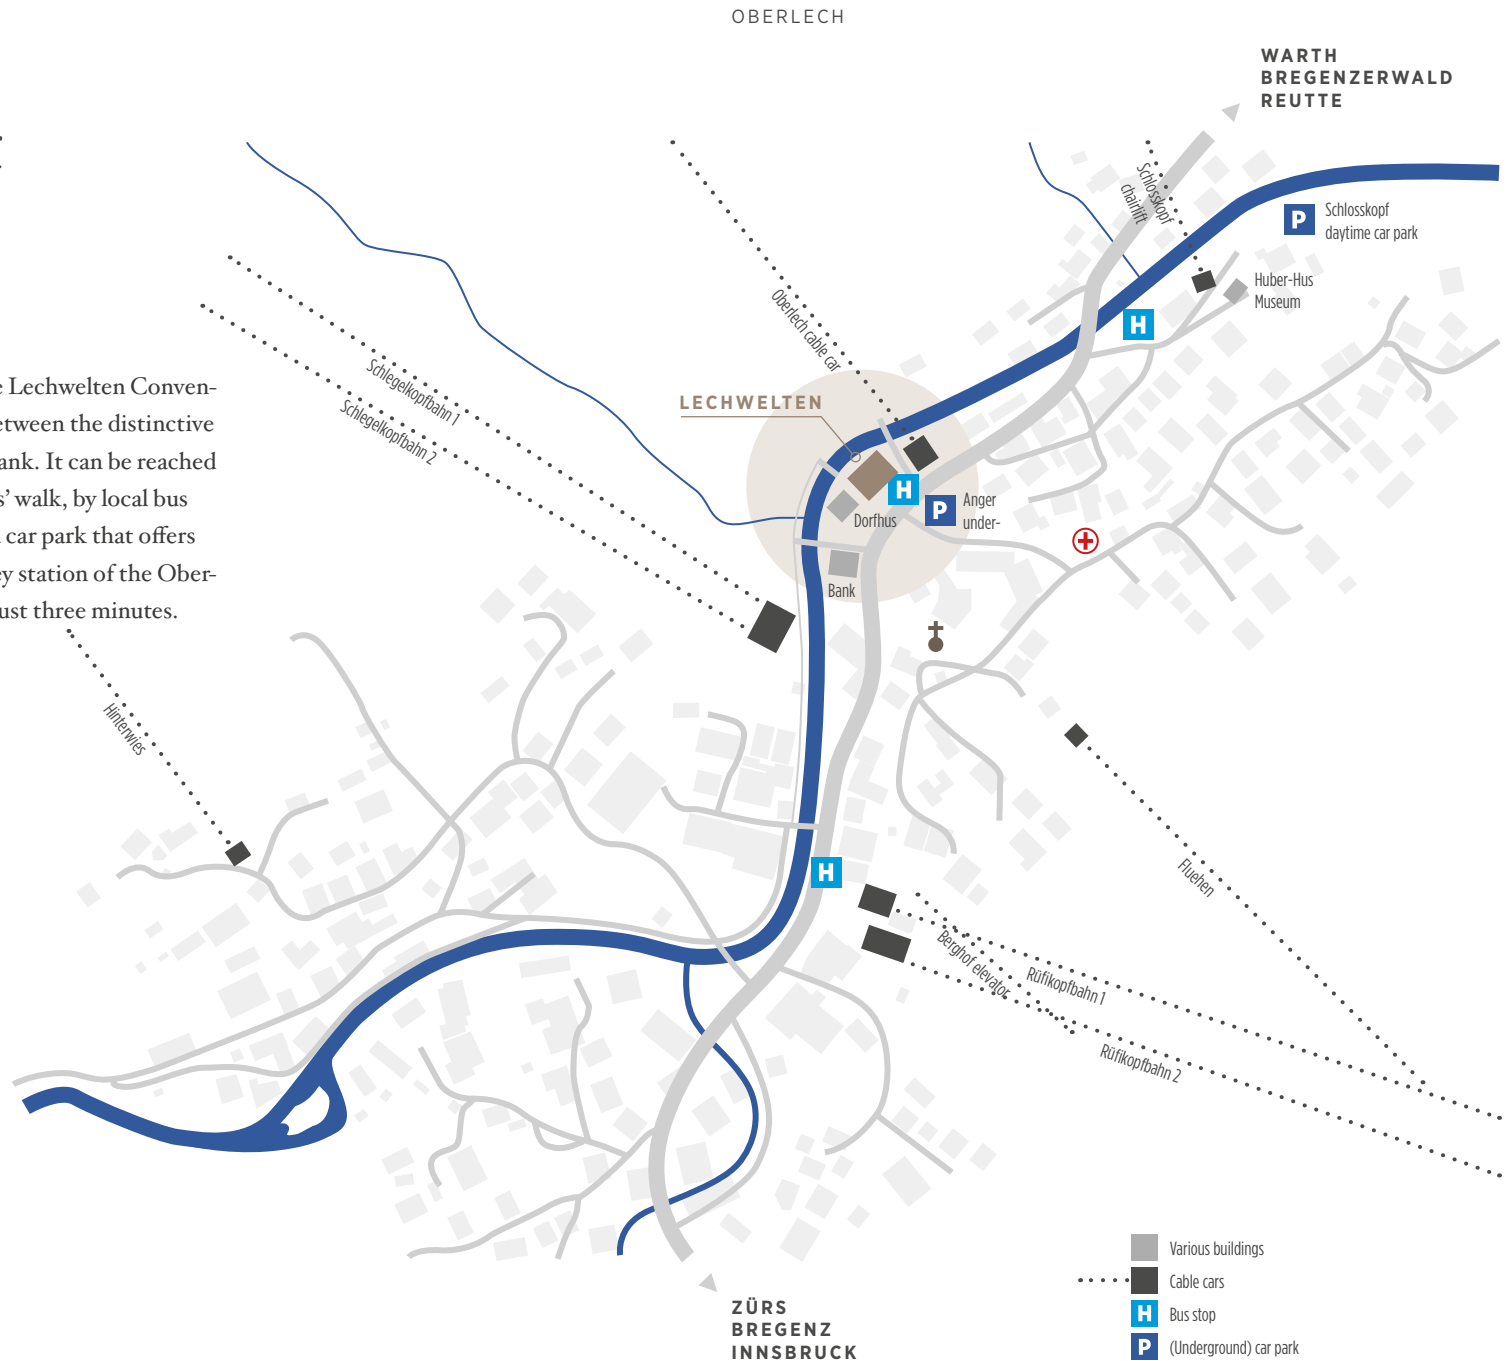 OBERLECH
WARTH
BREGENZERWALD
REUTTE
Schlosskopf
chairlift
P
Schlosskopf
daytime car park
Huber-Hus
Museum
H
Oberlech cable car
Schlegelkopfbahn 1
Schlegelkopfbahn 2
Lechwelten Conven-
etween the distinctive
ank. It can be reached
s’ walk, by local bus
car park that offers
ey station of the Ober-
ust three minutes.
LECHWELTEN
H
P
Anger
under-
Dorfhus
Bank
Hinterwies
H
Fluehen
Berghof elevator
Rüfikopfbahn 1
Rüfikopfbahn 2
ZÜRS
BREGENZ
INNSBRUCK
Various buildings
Cable cars
H Bus stop
P (Underground) car park